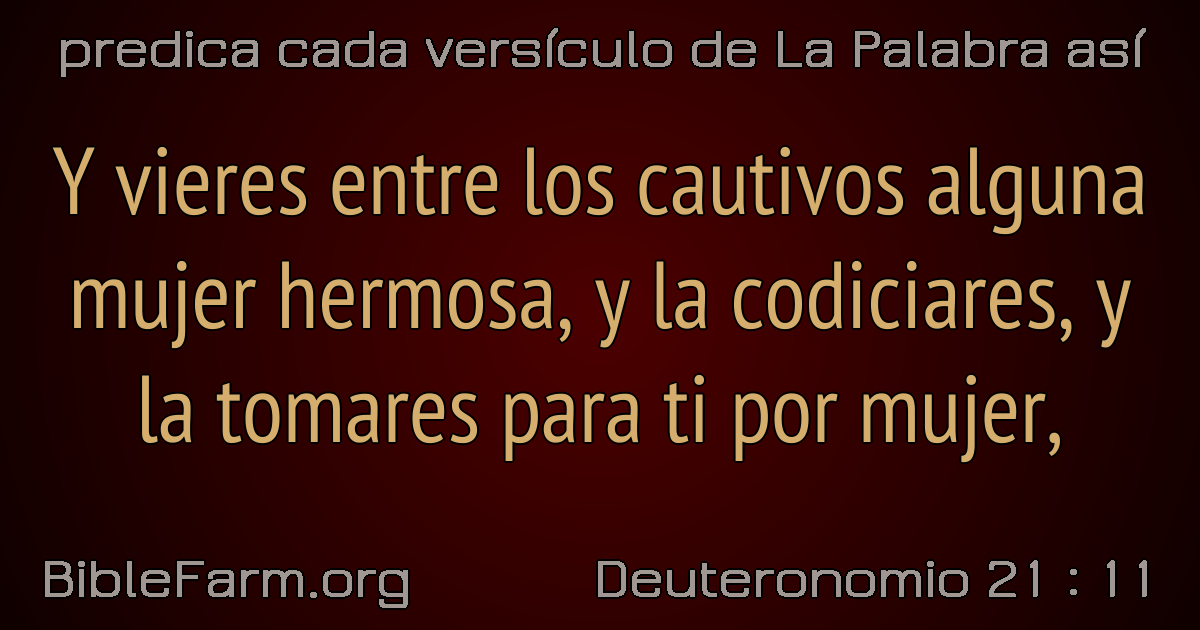 predica cada versículo de La Palabra así
Y vieres entre los cautivos alguna
mujer hermosa, y la codiciares, y
la tomares para ti por mujer,
BibleFarm.org
Deuteronomio 21 : 11